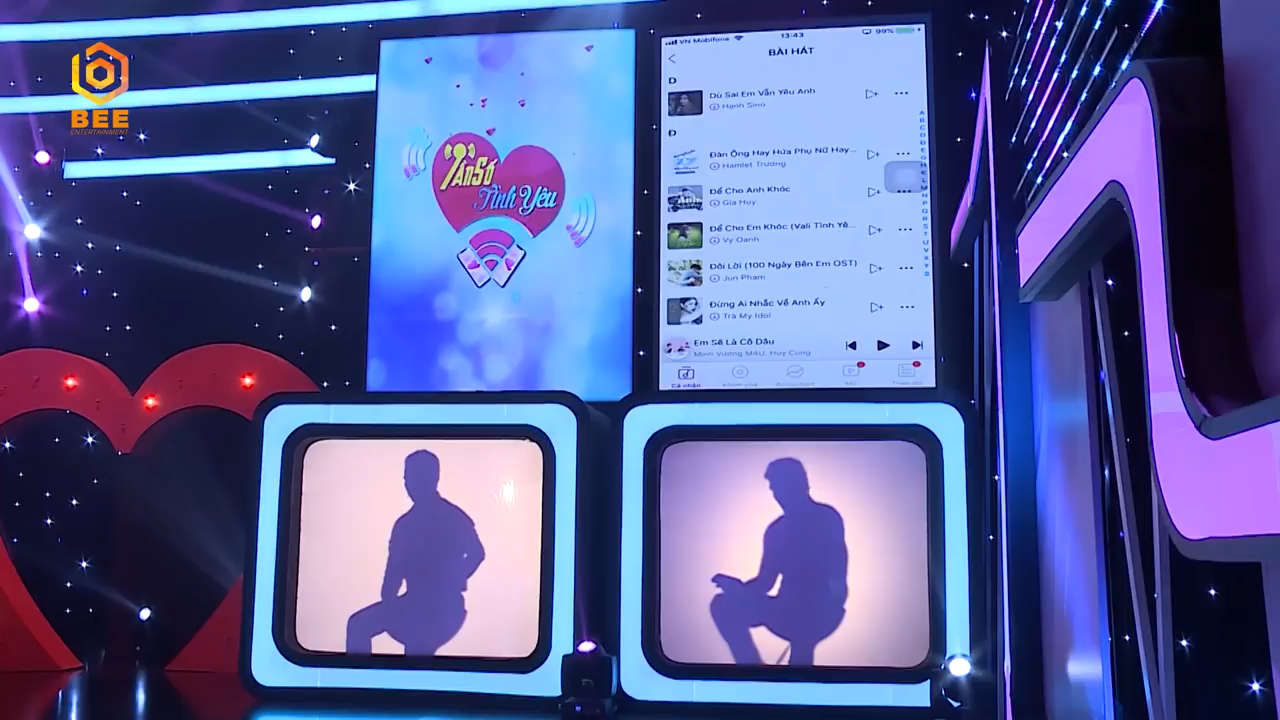 BEE
ENTERTAINMENT
TẦN SỐ
Tình Yêu
VN Mobifone
13:43
99%
BÀI HÁT
D
Dù Sai Em Vẫn Yêu Anh
Hạnh Sino
Đ
Đàn Ông Hay Hứa Phụ Nữ Hay...
Hamlet Trương
Để Cho Anh Khóc
Gia Huy
Để Cho Em Khóc (Vali Tình Yê...
Vy Oanh
Đôi Lời (100 Ngày Bên Em OST)
Jun Phạm
Đừng Ai Nhắc Về Anh Ấy
Trà My Idol
Em Sẽ Là Cô Dâu
Minh Vương M4U, Huy Cung
Cá nhân